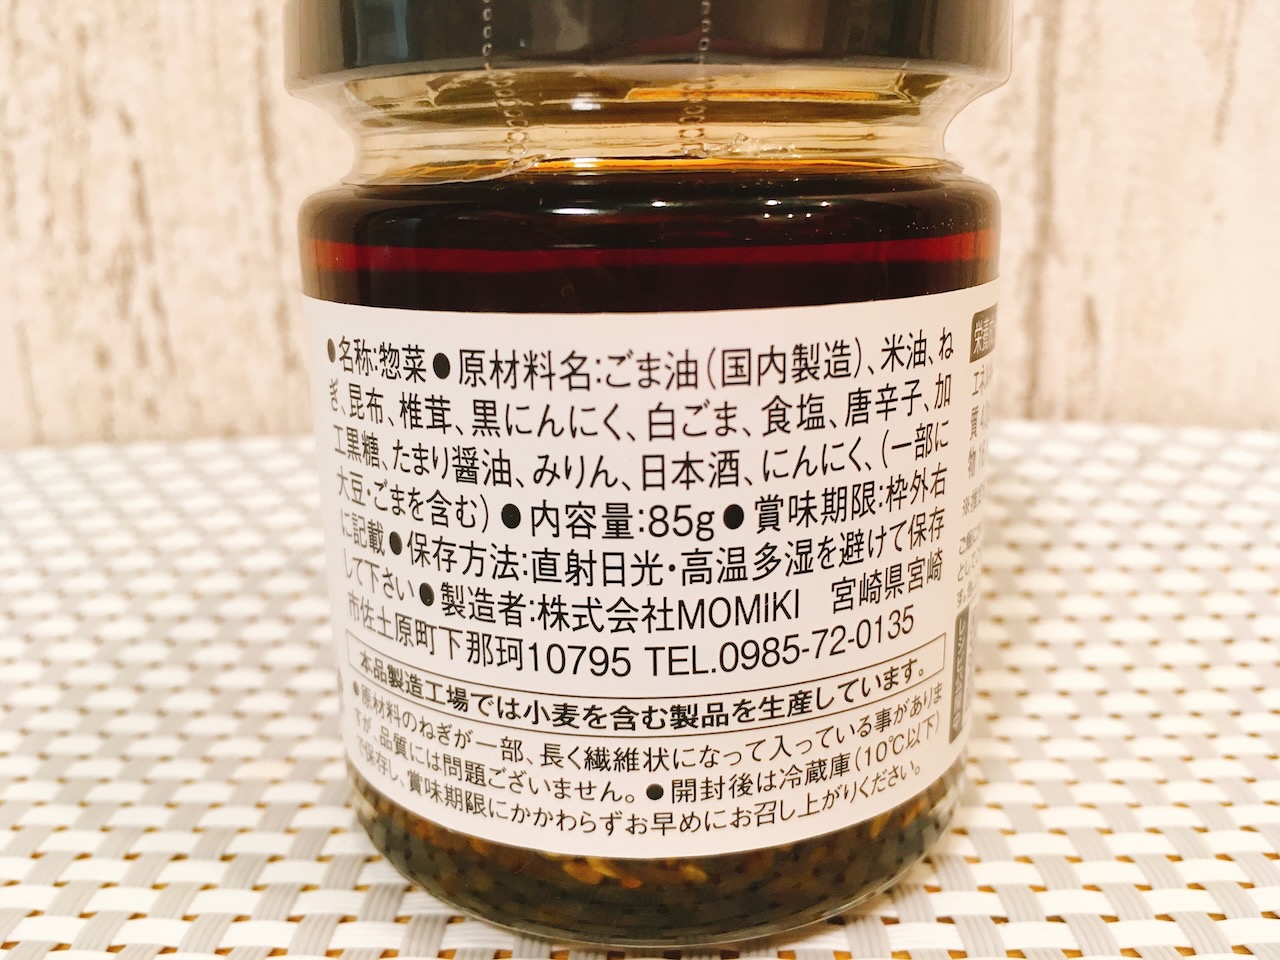 ●名称:惣菜●原材料名:ごま油(国内製造)、米油、ね
ぎ、昆布、椎茸、黒にんにく、白ごま、食塩、唐辛子、加
工黒糖、たまり醤油、みりん、日本酒、にんにく、(一部に
大豆・ごまを含む)●内容量:85g●賞味期限:枠外右
に記載●保存方法:直射日光・高温多湿を避けて保存
して下さい●製造者:株式会社MOMIKI 宮崎県宮崎
市佐土原町下那珂10795 TEL.0985-72-0135
本品製造工場では小麦を含む製品を生産しています。
●原材料のねぎが一部、長く繊維状になって入っている事がありま
すが、品質には問題ございません。●開封後は冷蔵庫(10℃以下)
で保存し、賞味期限にかかわらずお早めにお召し上がりください。